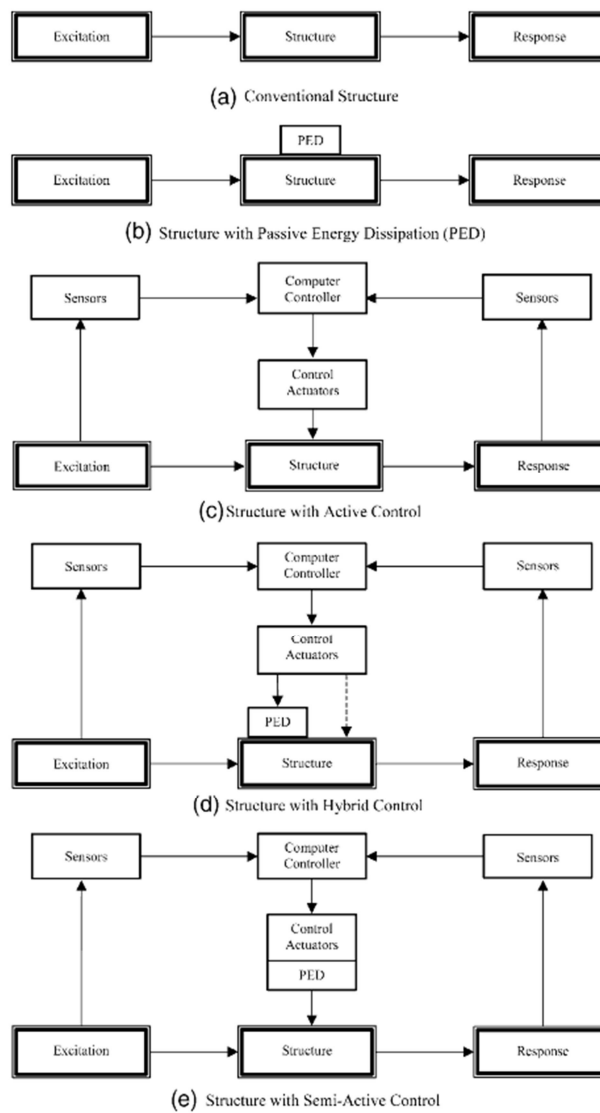 Excitation
Structure
Response
(a) Conventional Structure
PED
Excitation
Structure
Response
(b) Structure with Passive Energy Dissipation (PED)
Sensors
Computer
Controller
Sensors
Control
Actuators
Excitation
Structure
Response
(c) Structure with Active Control
Sensors
Computer
Controller
Sensors
Control
Actuators
PED
Excitation
Structure
Response
(d) Structure with Hybrid Control
Sensors
Computer
Controller
Sensors
Control
Actuators
PED
Excitation
Structure
Response
(e) Structure with Semi-Active Control